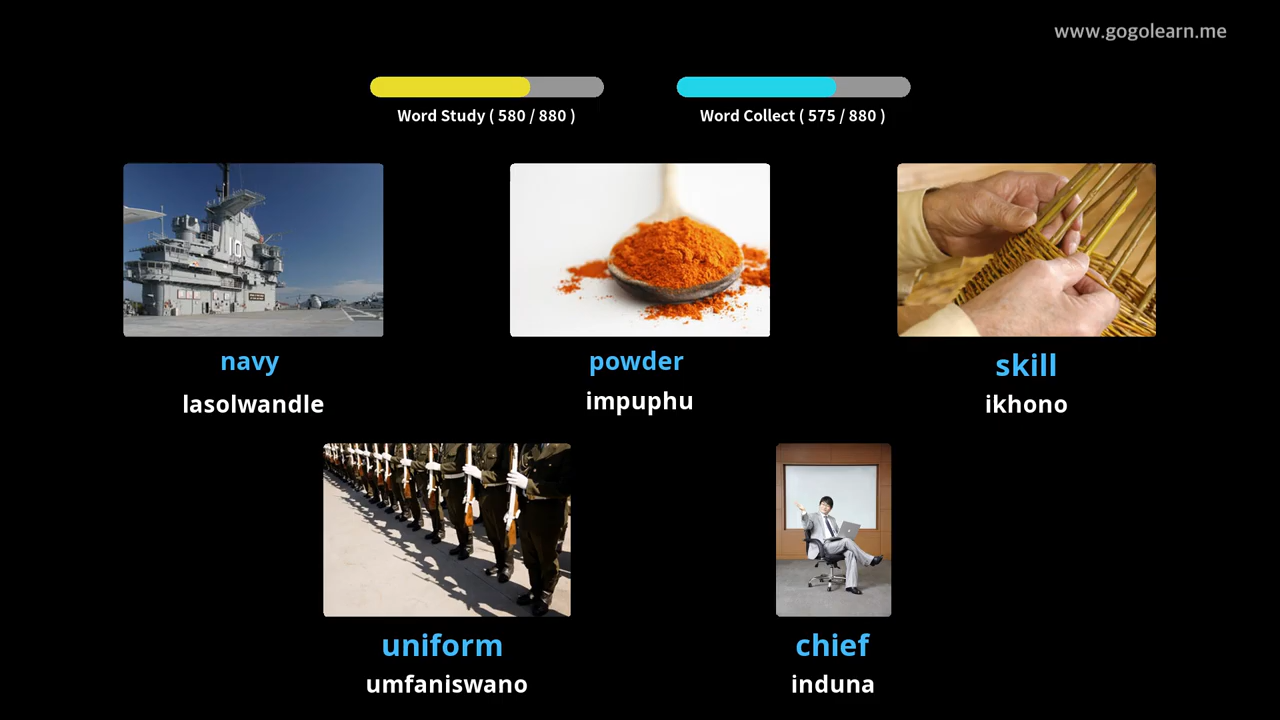 www.gogolearn.me
Word Study ( 580 / 880 )
Word Collect ( 575 / 880 )
navy
lasolwandle
powder
impuphu
skill
ikhono
uniform
umfaniswano
chief
induna